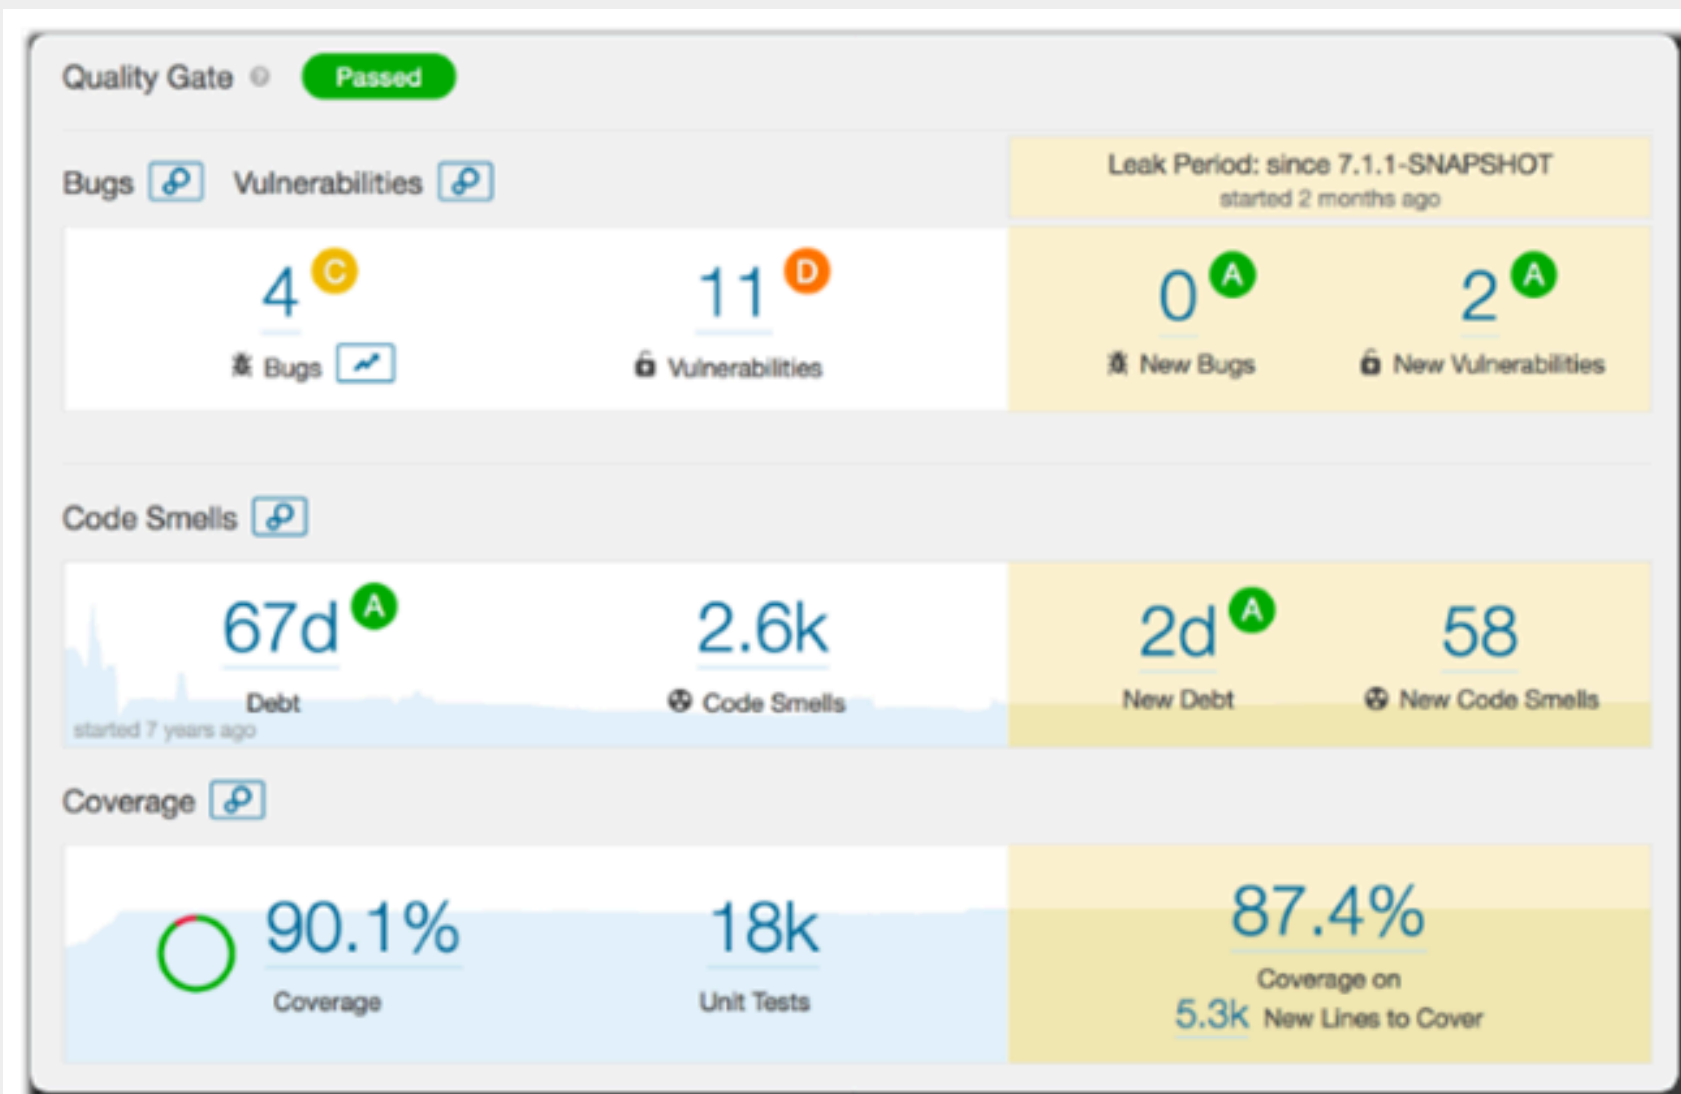 Quality Gate ? Passed
Bugs Vulnerabilities
Leak Period: since 7.1.1-SNAPSHOT
started 2 months ago
4 C
Bugs
11 D
Vulnerabilities
0 A
New Bugs
2 A
New Vulnerabilities
Code Smells
67d A
Debt
started 7 years ago
2.6k
Code Smells
2d A
New Debt
58
New Code Smells
Coverage
90.1%
Coverage
18k
Unit Tests
87.4%
Coverage on
5.3k New Lines to Cover